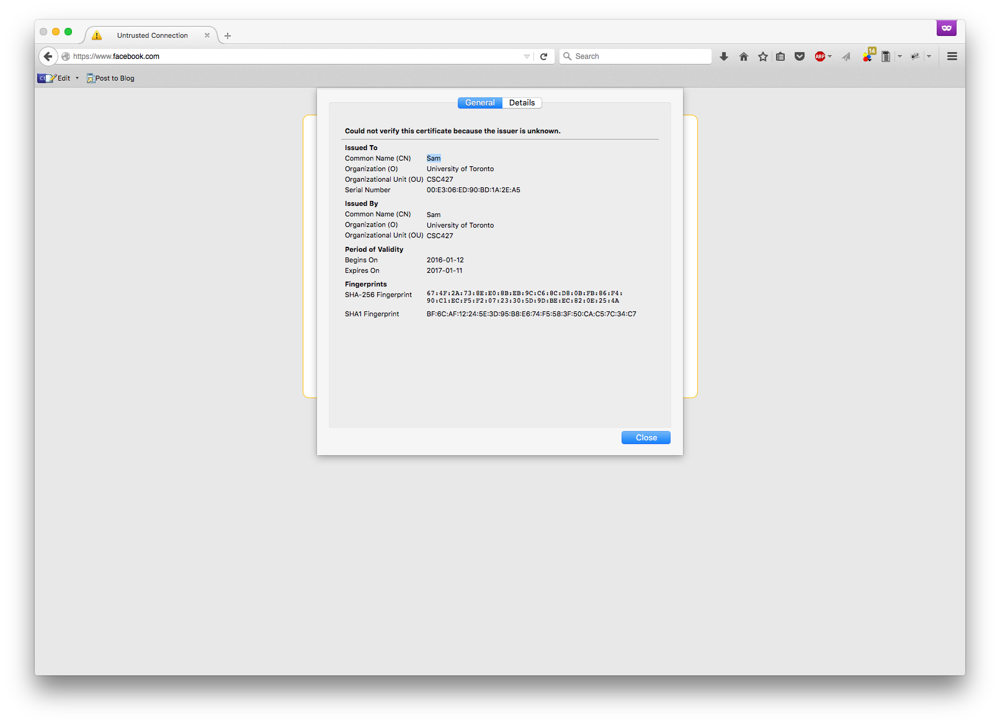 Untrusted Connection
https://www.facebook.com
Search
ABP
14
Edit
Post to Blog
General
Details
Could not verify this certificate because the issuer is unknown.
Issued To
Common Name (CN) Sam
Organization (O) University of Toronto
Organizational Unit (OU) CSC427
Serial Number 00:E3:06:ED:90:BD:1A:2E:A5
Issued By
Common Name (CN) Sam
Organization (O) University of Toronto
Organizational Unit (OU) CSC427
Period of Validity
Begins On 2016-01-12
Expires On 2017-01-11
Fingerprints
SHA-256 Fingerprint 67:4F:2A:73:8E:E0:8B:EB:9C:C6:8C:D8:0B:FB:86:F4:
90:C1:EC:F5:F2:07:23:30:5D:9D:BE:EC:82:0E:25:4A
SHA1 Fingerprint BF:6C:AF:12:24:5E:3D:95:B8:E6:74:F5:58:3F:50:CA:C5:7C:34:C7
Close